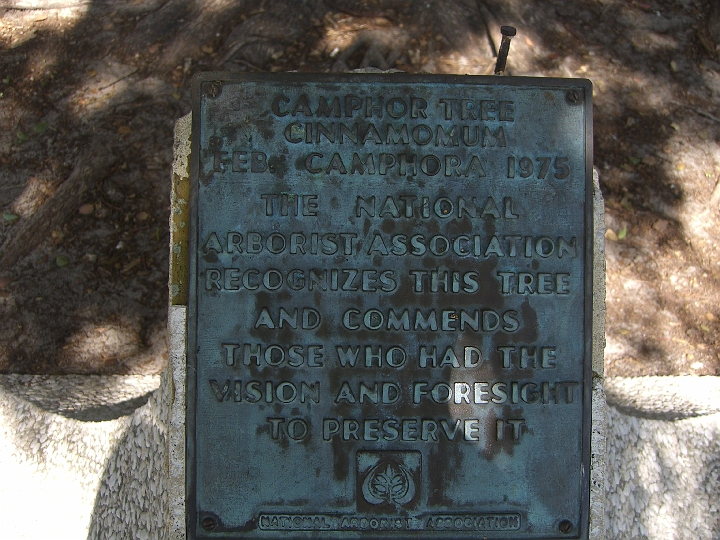 CAMPHOR TREE
CINNAMOMUM
FEB. CAMPHORA 1975
THE NATIONAL
ARBORIST ASSOCIATION
RECOGNIZES THIS TREE
AND COMMENDS
THOSE WHO HAD THE
VISION AND FORESIGHT
TO PRESERVE IT
NATIONAL ARBORIST ASSOCIATION